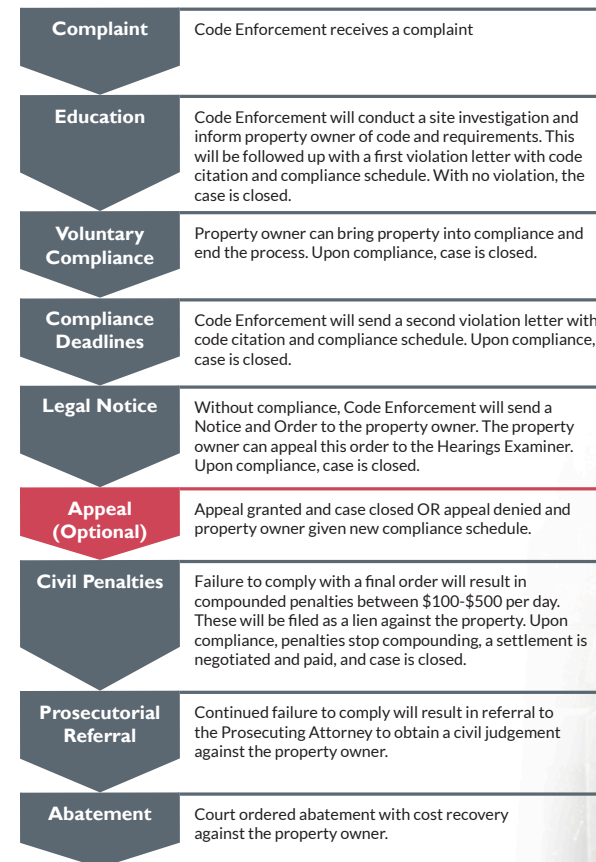 Complaint
Code Enforcement receives a complaint
Education
Code Enforcement will conduct a site investigation and
inform property owner of code and requirements. This
will be followed up with a first violation letter with code
citation and compliance schedule. With no violation, the
case is closed.
Voluntary
Compliance
Property owner can bring property into compliance and
end the process. Upon compliance, case is closed.
Compliance
Deadlines
Code Enforcement will send a second violation letter with
code citation and compliance schedule. Upon compliance,
case is closed.
Legal Notice
Without compliance, Code Enforcement will send a
Notice and Order to the property owner. The property
owner can appeal this order to the Hearings Examiner.
Upon compliance, case is closed.
Appeal
(Optional)
Appeal granted and case closed OR appeal denied and
property owner given new compliance schedule.
Civil Penalties
Failure to comply with a final order will result in
compounded penalties between $100-$500 per day.
These will be filed as a lien against the property. Upon
compliance, penalties stop compounding, a settlement is
negotiated and paid, and case is closed.
Prosecutorial
Referral
Continued failure to comply will result in referral to
the Prosecuting Attorney to obtain a civil judgement
against the property owner.
Abatement
Court ordered abatement with cost recovery
against the property owner.